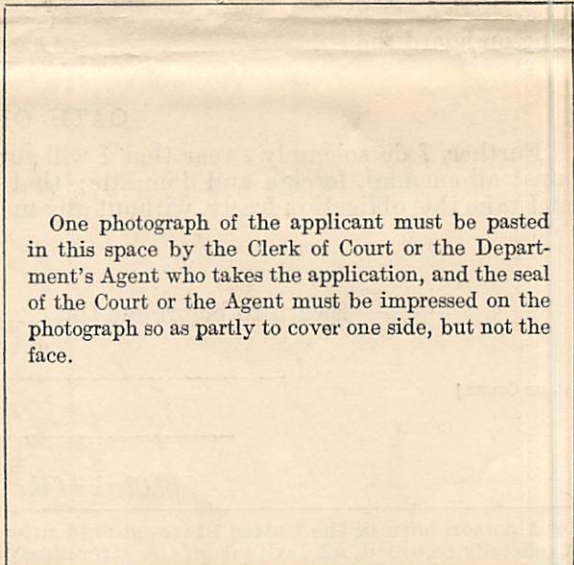 One photograph of the applicant must be pasted
in this space by the Clerk of Court or the Depart-
ment's Agent who takes the application, and the seal
of the Court or the Agent must be impressed on the
photograph so as partly to cover one side, but not the
face.